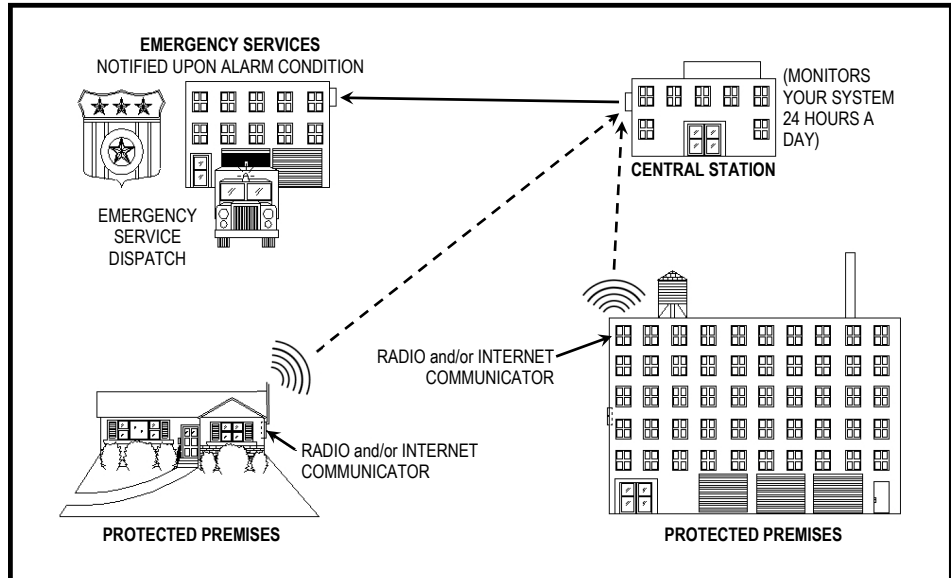 EMERGENCY SERVICES
NOTIFIED UPON ALARM CONDITION
(MONITORS
YOUR SYSTEM
24 HOURS A
DAY)
CENTRAL STATION
EMERGENCY
SERVICE
DISPATCH
RADIO and/or INTERNET
COMMUNICATOR
RADIO and/or INTERNET
COMMUNICATOR
PROTECTED PREMISES
PROTECTED PREMISES